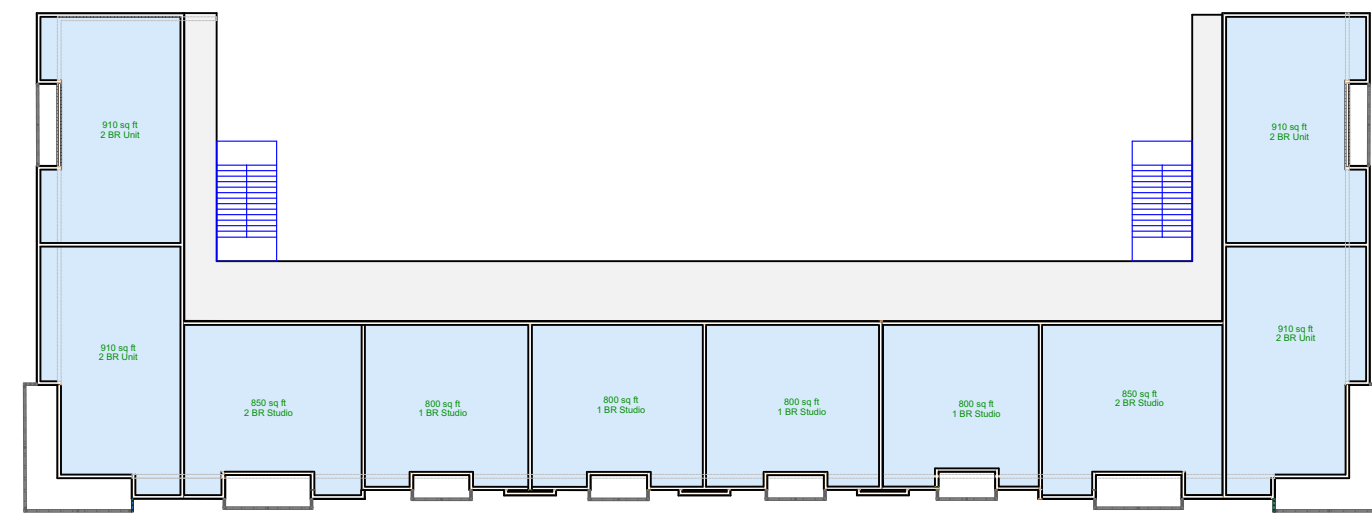 910 sq ft
2 BR Unit
910 sq ft
2 BR Unit
910 sq ft
2 BR Unit
910 sq ft
2 BR Unit
850 sq ft
2 BR Studio
800 sq ft
1 BR Studio
800 sq ft
1 BR Studio
800 sq ft
1 BR Studio
800 sq ft
1 BR Studio
850 sq ft
2 BR Studio